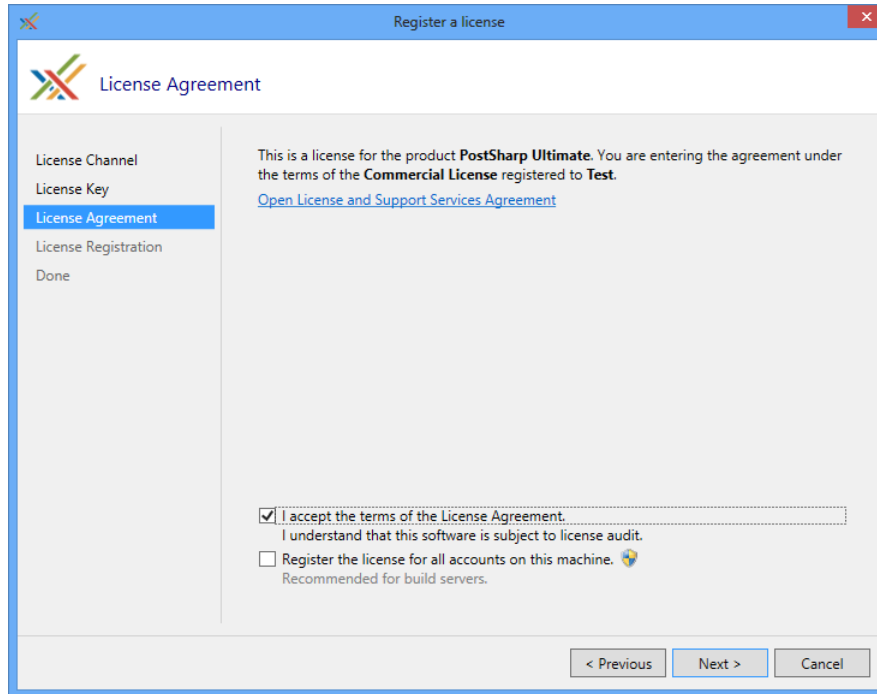 Register a license
License Agreement
License Channel
License Key
License Agreement
License Registration
Done
This is a license for the product PostSharp Ultimate. You are entering the agreement under
the terms of the Commercial License registered to Test.
Open License and Support Services Agreement
I accept the terms of the License Agreement.
I understand that this software is subject to license audit.
Register the license for all accounts on this machine.
Recommended for build servers.
< Previous
Next >
Cancel